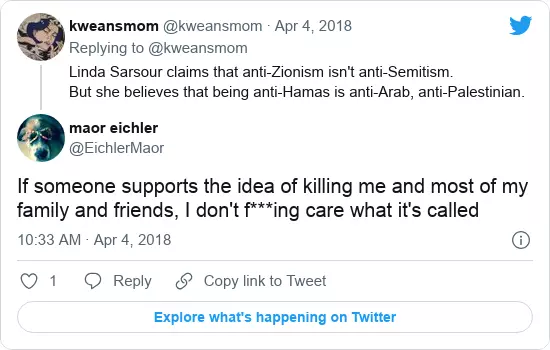 kweansmom @kweansmom · Apr 4, 2018
Replying to @kweansmom
Linda Sarsour claims that anti-Zionism isn't anti-Semitism.
But she believes that being anti-Hamas is anti-Arab, anti-Palestinian.
maor eichler
@EichlerMaor
If someone supports the idea of killing me and most of my
family and friends, I don't f***ing care what it's called
10:33 AM · Apr 4, 2018
1 Reply Copy link to Tweet
Explore what's happening on Twitter